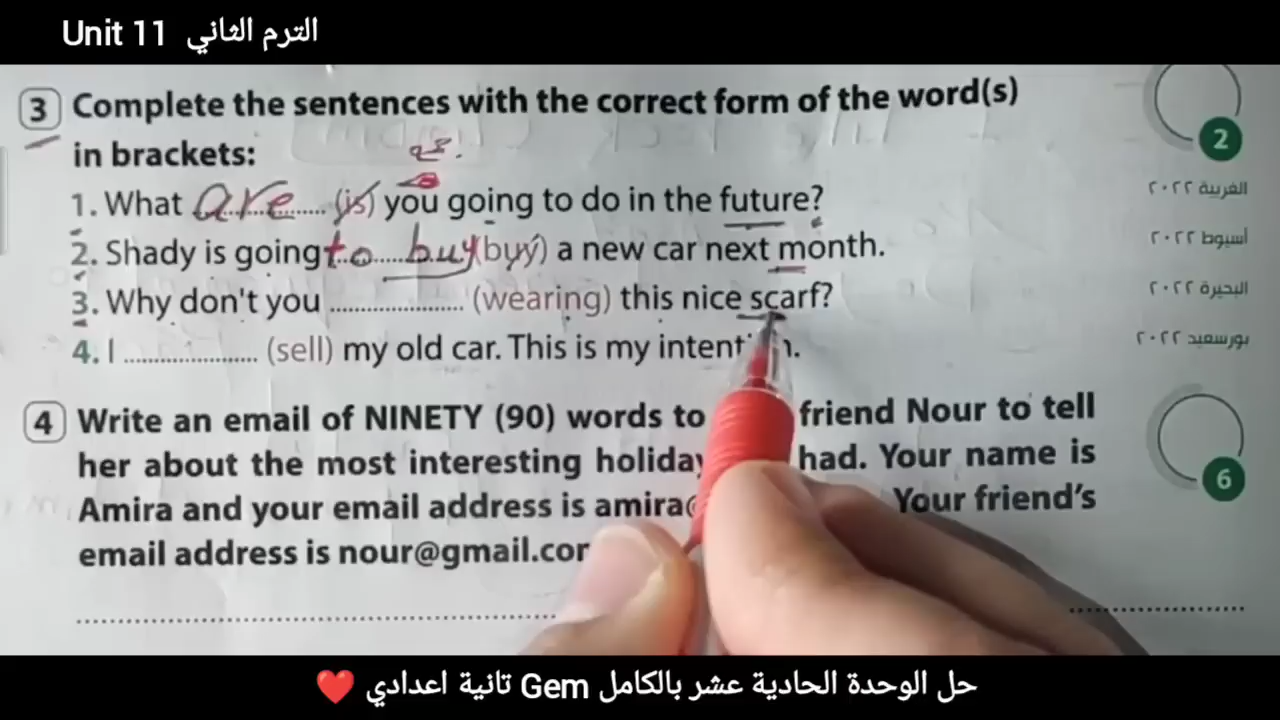 Unit 11 الترم الثاني
3 Complete the sentences with the correct form of the word(s)
in brackets:
2
1. What are (is) you going to do in the future?
الغربية ٢٠٢٢
2. Shady is going to buy (buy) a new car next month.
أسيوط ٢٠٢٢
3. Why don't you .................... (wearing) this nice scarf?
البحيرة ٢٠٢٢
4. I .................... (sell) my old car. This is my
بورسعيد ٢٠٢٢
4 Write an email of NINETY (90) words to friend Nour to tell
her about the most interesting holiday had. Your name is
Amira and your email address is Your friend's
email address is
6
حل الوحدة الحادية عشر بالكامل Gem تانية اعدادي ❤️